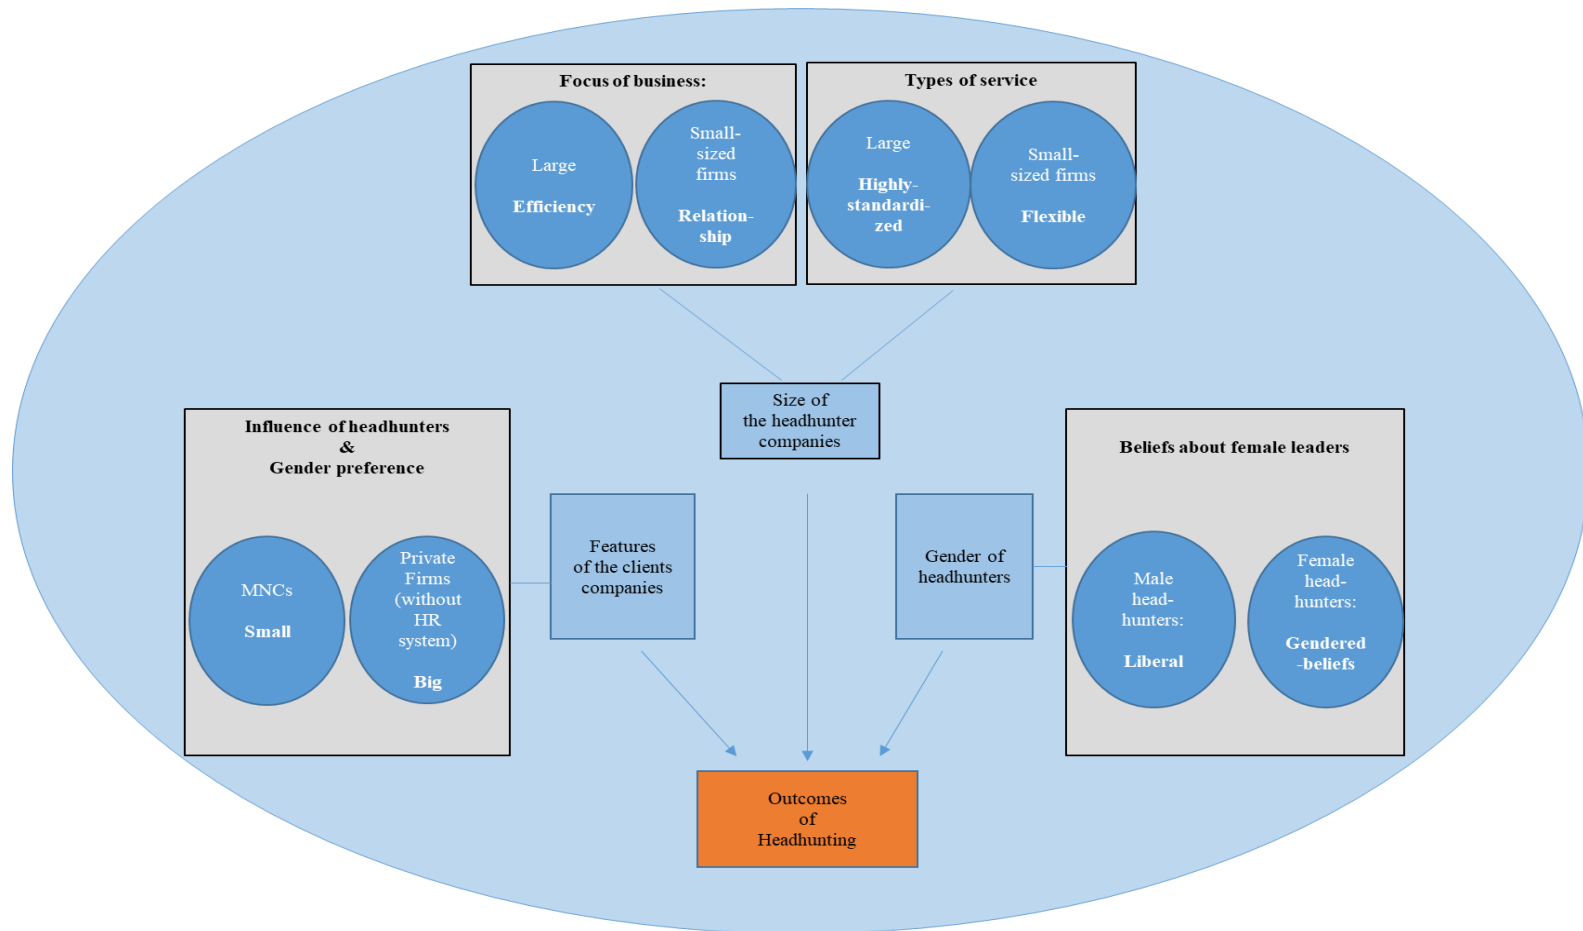 Focus of business:
Large
Efficiency
Small-
sized
firms
Relation-
ship
Types of service
Large
Highly-
standardi-
zed
Small-
sized firms
Flexible
Size of
the headhunter
companies
Influence of headhunters
&
Gender preference
MNCs
Small
Private
Firms
(without
HR
system)
Big
Features
of the clients
companies
Gender of
headhunters
Beliefs about female leaders
Male
head-
hunters:
Liberal
Female
head-
hunters:
Gendered
-beliefs
Outcomes
of
Headhunting